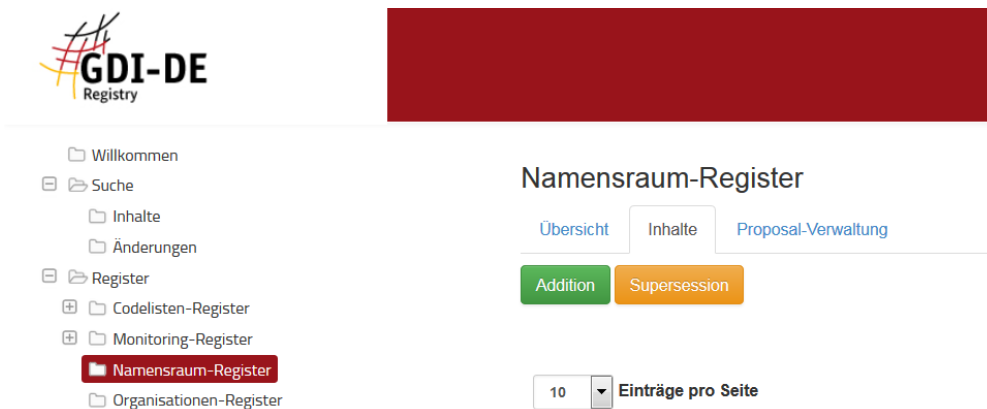 GDI-DE
Registry
Willkommen
Suche
Inhalte
Änderungen
Register
Codelisten-Register
Monitoring-Register
Namensraum-Register
Organisationen-Register
Namensraum-Register
Übersicht Inhalte Proposal-Verwaltung
Addition Supersession
10 Einträge pro Seite